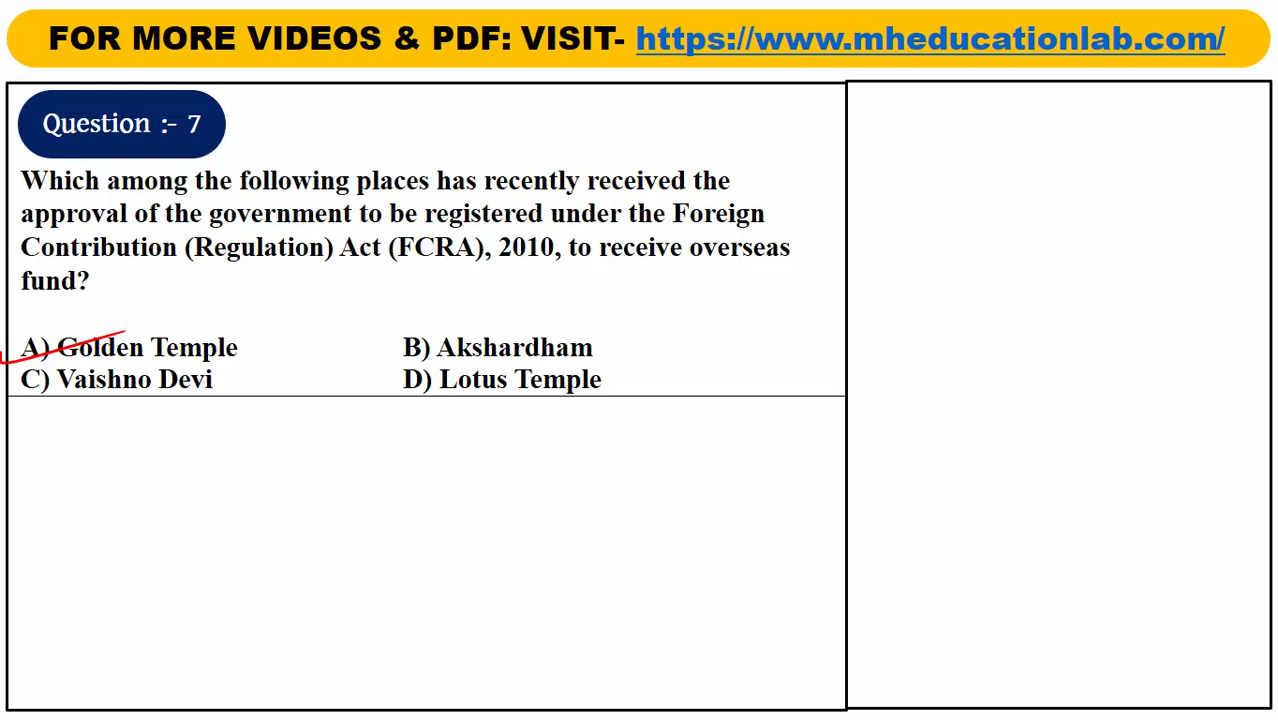 FOR MORE VIDEOS & PDF: VISIT- https://www.mheducationlab.com/
Question :- 7
Which among the following places has recently received the
approval of the government to be registered under the Foreign
Contribution (Regulation) Act (FCRA), 2010, to receive overseas
fund?
A) Golden Temple B) Akshardham
C) Vaishno Devi D) Lotus Temple